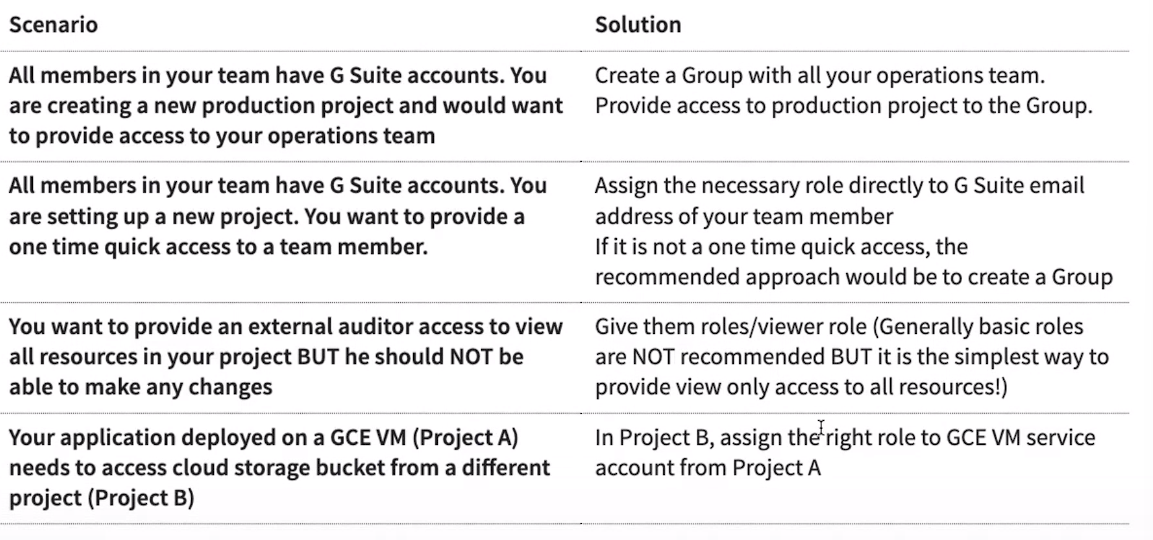 Scenario
Solution
All members in your team have G Suite accounts. You
are creating a new production project and would want
to provide access to your operations team
Create a Group with all your operations team.
Provide access to production project to the Group.
All members in your team have G Suite accounts. You
are setting up a new project. You want to provide a
one time quick access to a team member.
Assign the necessary role directly to G Suite email
address of your team member
If it is not a one time quick access, the
recommended approach would be to create a Group
You want to provide an external auditor access to view
all resources in your project BUT he should NOT be
able to make any changes
Give them roles/viewer role (Generally basic roles
are NOT recommended BUT it is the simplest way to
provide view only access to all resources!)
Your application deployed on a GCE VM (Project A)
needs to access cloud storage bucket from a different
project (Project B)
In Project B, assign the right role to GCE VM service
account from Project A